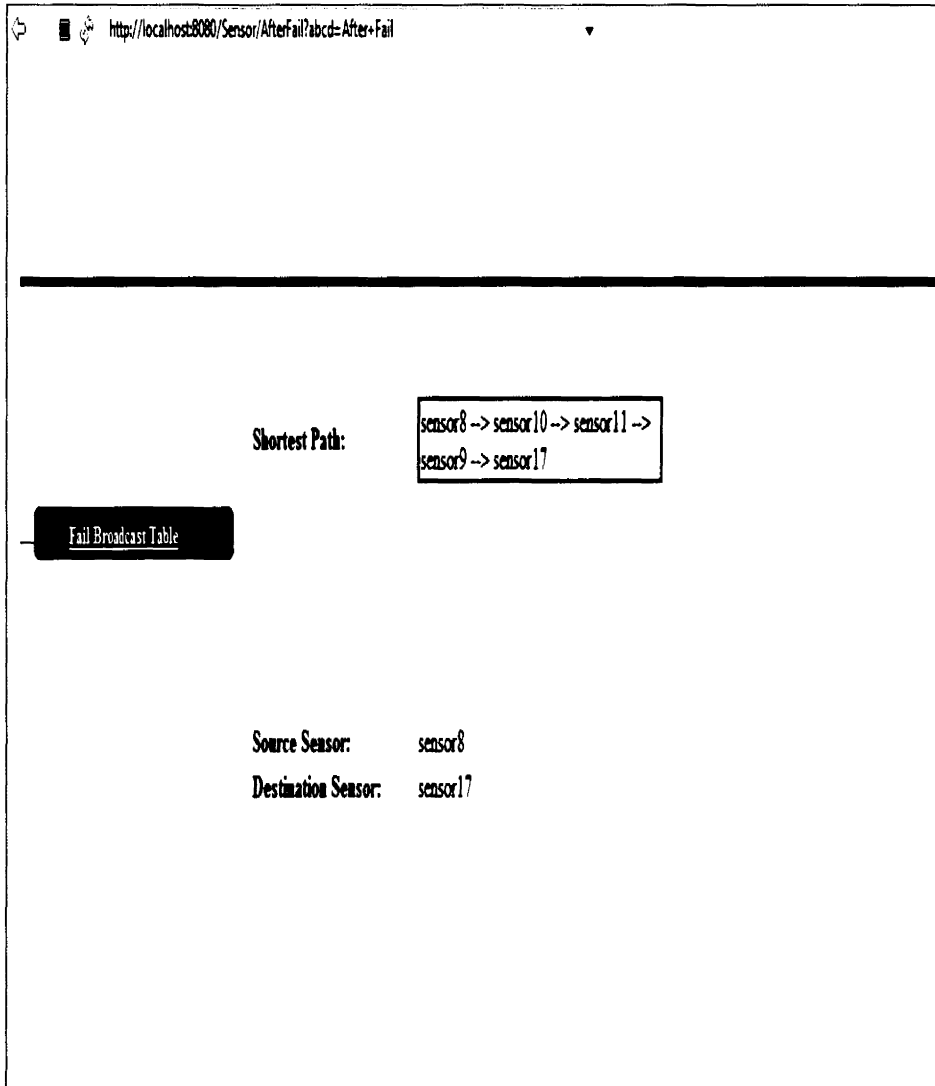 http://localhost:8080/Sensor/AfterFail?abcd=After+Fail
Shortest Path:
sensor8 --> sensor10 --> sensor11 -->
sensor9 --> sensor17
Fail Broadcast Table
Source Sensor: sensor8
Destination Sensor: sensor17